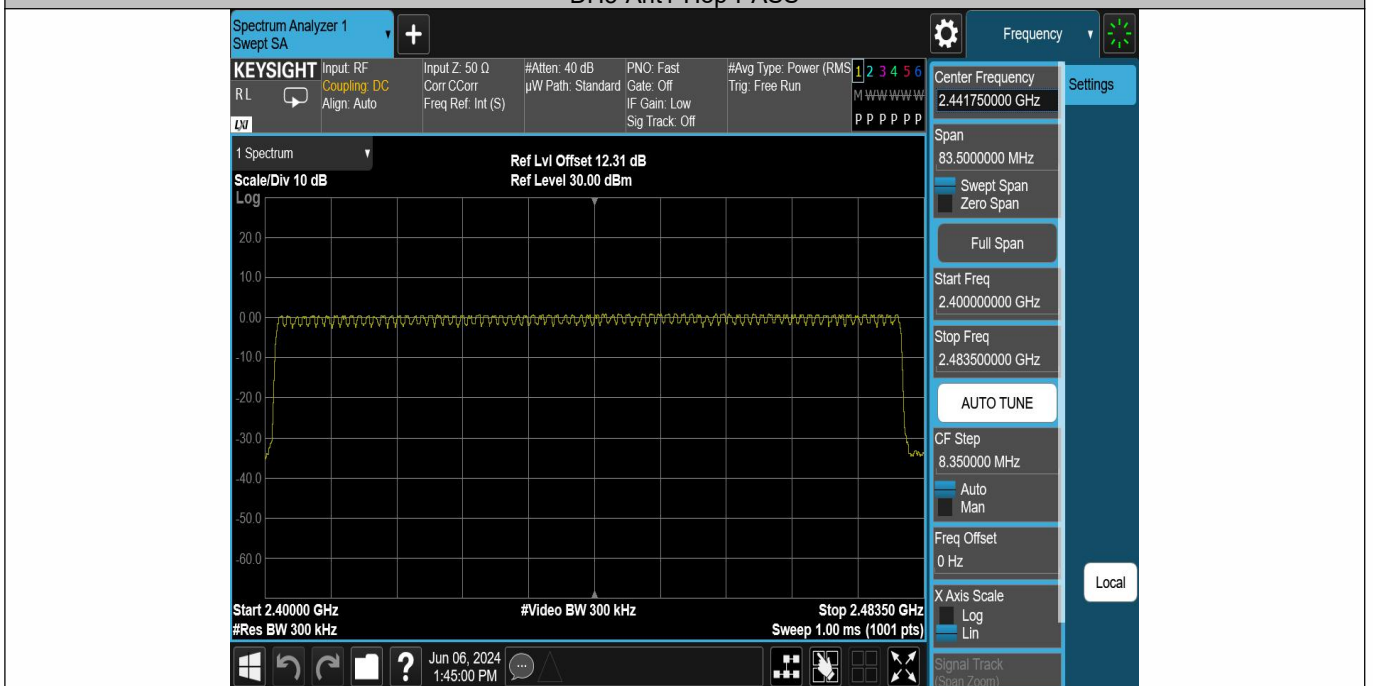 Spectrum Analyzer 1
Swept SA
+
Frequency
KEYSIGHT
RL
LXI
Input: RF
Coupling: DC
Align: Auto
Input Z: 50 Ω
Corr CCorr
Freq Ref: Int (S)
#Atten: 40 dB
µW Path: Standard
PNO: Fast
Gate: Off
IF Gain: Low
Sig Track: Off
#Avg Type: Power (RMS
Trig: Free Run
1 2 3 4 5 6
M W W W W W
P P P P P P
Center Frequency
2.441750000 GHz
Settings
1 Spectrum
Scale/Div 10 dB
Log
Ref Lvl Offset 12.31 dB
Ref Level 30.00 dBm
20.0
10.0
0.00
-10.0
-20.0
-30.0
-40.0
-50.0
-60.0
Start 2.40000 GHz
#Res BW 300 kHz
#Video BW 300 kHz
Stop 2.48350 GHz
Sweep 1.00 ms (1001 pts)
Span
83.5000000 MHz
Swept Span
Zero Span
Full Span
Start Freq
2.400000000 GHz
Stop Freq
2.483500000 GHz
AUTO TUNE
CF Step
8.350000 MHz
Auto
Man
Freq Offset
0 Hz
X Axis Scale
Log
Lin
Signal Track
(Span Zoom)
Local
?
Jun 06, 2024
1:45:00 PM